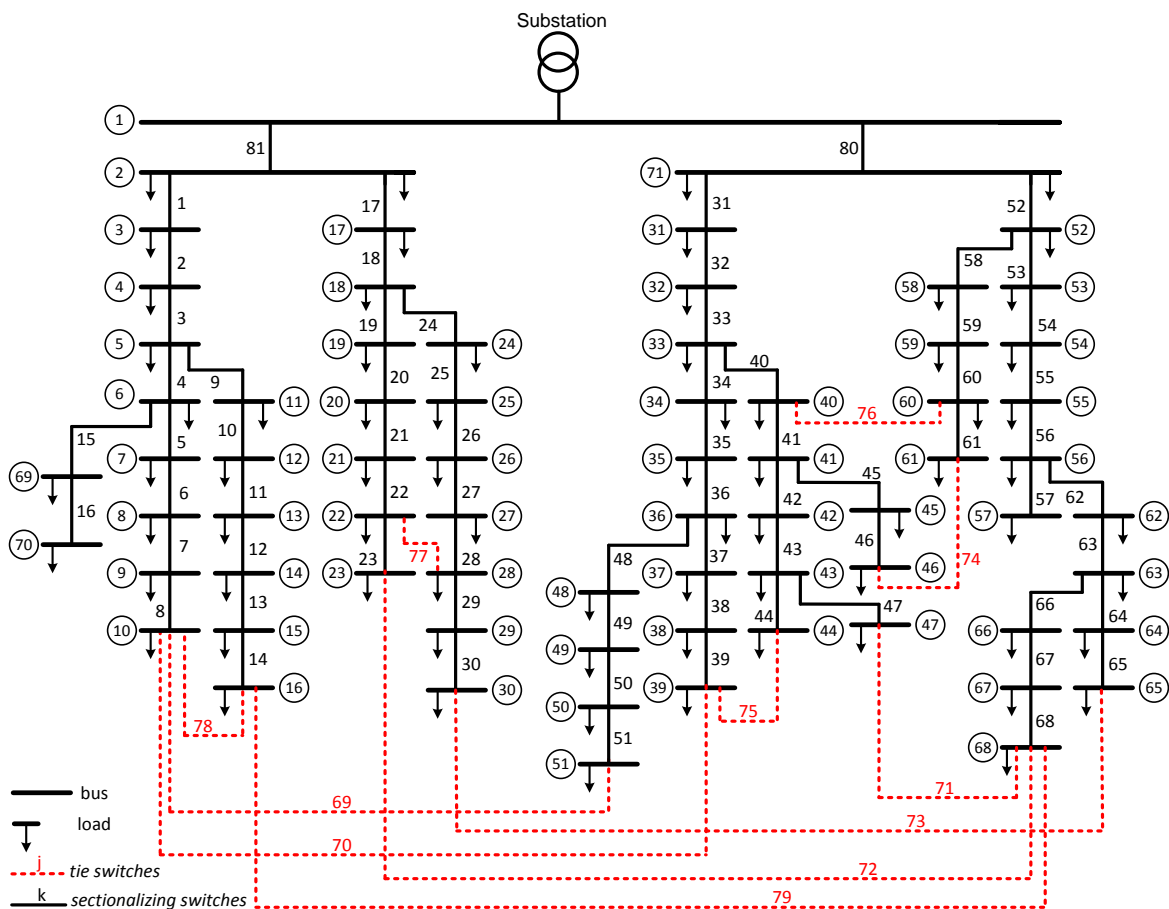 Substation
1
81 80
2 71
1 17 31 52
3 17 31 52
2 18 32 58
4 18 32 58 53 53
3 19 24 33 59 54
5 19 24 33 40 59 54
4 9 20 25 34 60 55
6 11 20 25 34 40 76 60 55
15 5 10 21 26 35 41 61 56
69 7 12 21 26 35 41 61 56
16 6 11 22 27 36 42 45 57 62
70 8 13 22 27 36 42 45 57 62
7 12 77 23 28 48 37 43 46 74 63
9 14 23 28 48 37 43 46 63
8 13 29 49 38 44 47 66 64
10 15 29 49 38 44 47 66 64
14 30 50 39 67 65
16 30 50 39 75 67 65
78 51 68
51 68
bus
69 71
load
73
70
j
tie switches
72
k
sectionalizing switches
79